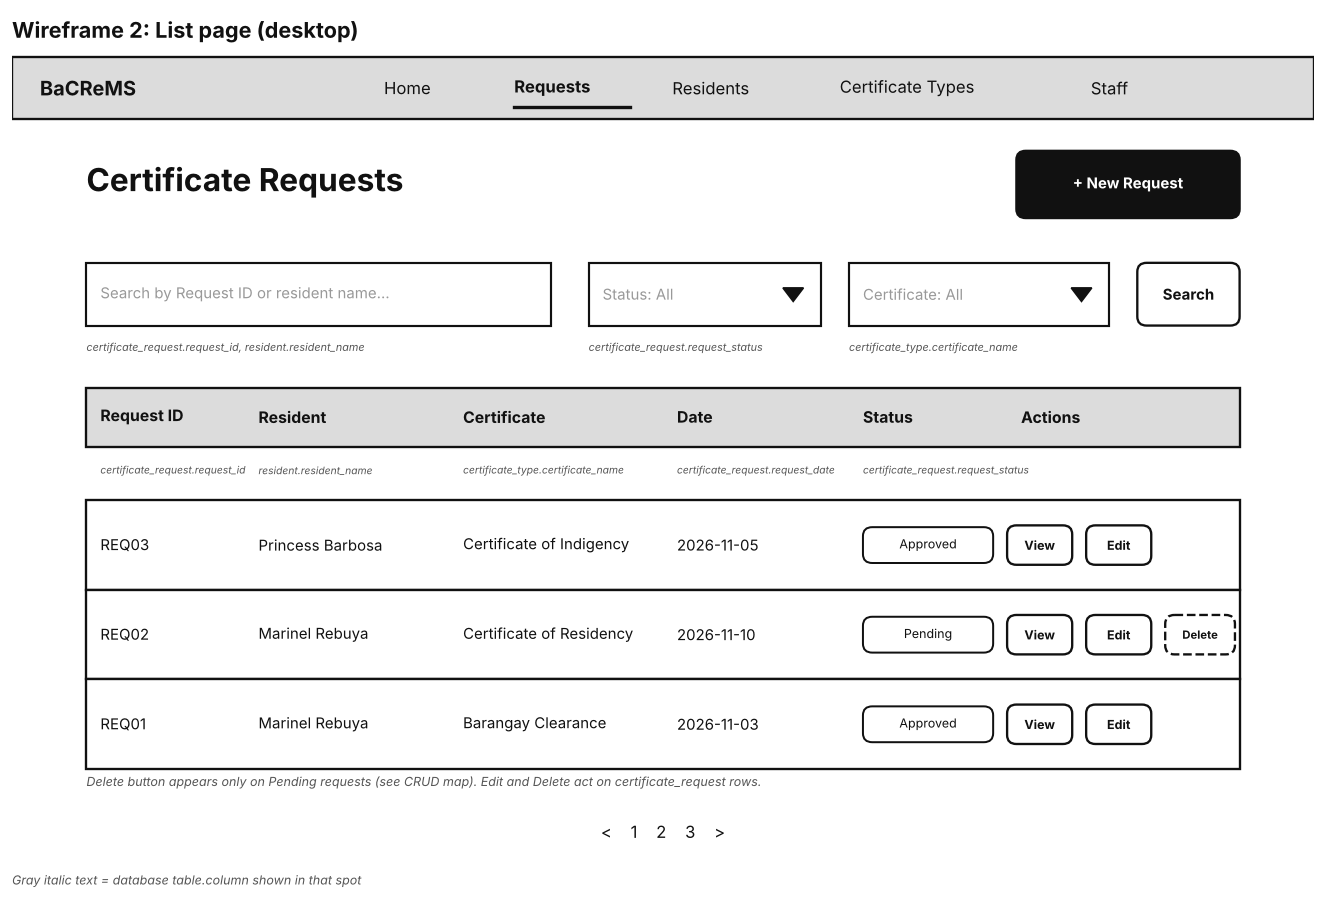 Wireframe 2: List page (desktop)
BaCReMS Home Requests Residents Certificate Types Staff
Certificate Requests + New Request
Search by Request ID or resident name... Status: All Certificate: All Search
certificate_request.request_id, resident.resident_name certificate_request.request_status certificate_type.certificate_name
Request ID Resident Certificate Date Status Actions
certificate_request.request_id resident.resident_name certificate_type.certificate_name certificate_request.request_date certificate_request.request_status
REQ03 Princess Barbosa Certificate of Indigency 2026-11-05 Approved View Edit
REQ02 Marinel Rebuya Certificate of Residency 2026-11-10 Pending View Edit Delete
REQ01 Marinel Rebuya Barangay Clearance 2026-11-03 Approved View Edit
Delete button appears only on Pending requests (see CRUD map). Edit and Delete act on certificate_request rows.
< 1 2 3 >
Gray italic text = database table.column shown in that spot